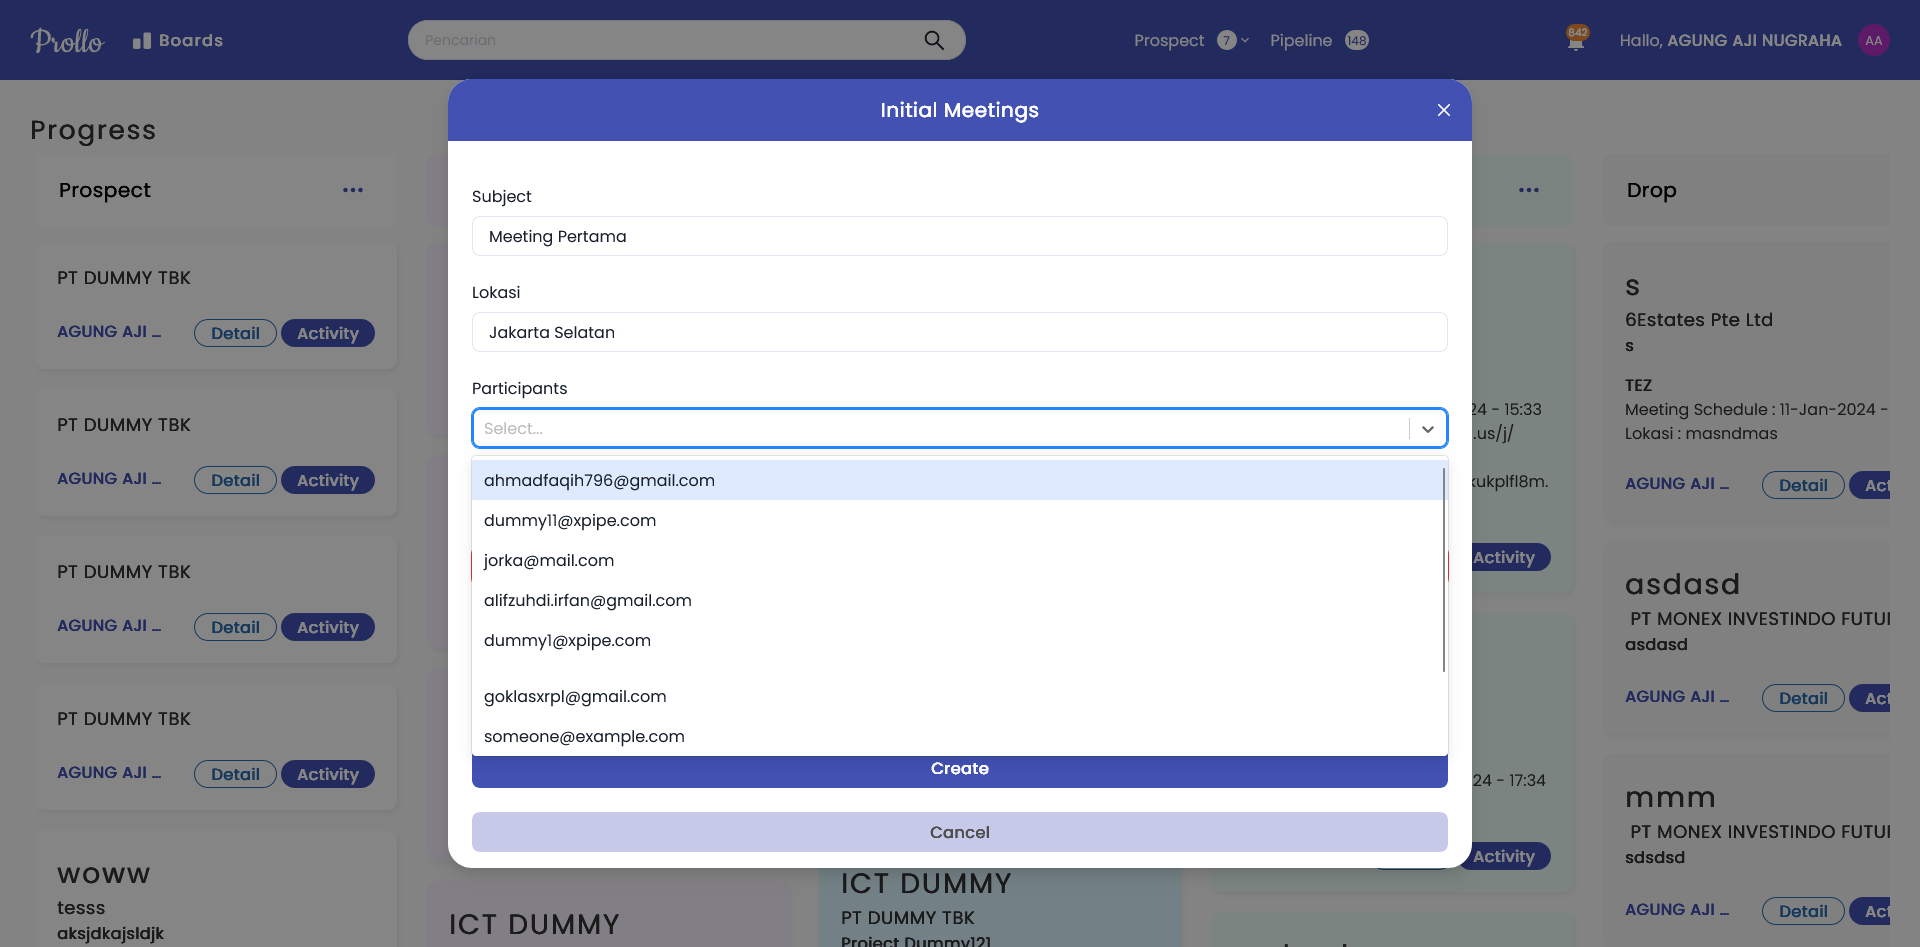 Prollo
Boards
Pencarian
Prospect 7
Pipeline 148
842
Hallo, AGUNG AJI NUGRAHA
AA
Initial Meetings
Subject
Meeting Pertama
Lokasi
Jakarta Selatan
Participants
Select...
ahmadfaqih796@gmail.com
dummy11@xpipe.com
jorka@mail.com
alifzuhdi.irfan@gmail.com
dummy1@xpipe.com
goklasxrpl@gmail.com
someone@example.com
Create
Cancel
Progress
Prospect
PT DUMMY TBK
AGUNG AJI ...
Detail
Activity
PT DUMMY TBK
AGUNG AJI ...
Detail
Activity
PT DUMMY TBK
AGUNG AJI ...
Detail
Activity
PT DUMMY TBK
AGUNG AJI ...
Detail
Activity
woww
tesss
aksjdkajsldjk
ICT DUMMY
ICT DUMMY
PT DUMMY TBK
Project Dummy121
24 - 15:33
.us/j/
kukplfl8m.
Activity
24 - 17:34
Activity
Drop
s
6Estates Pte Ltd
s
TEZ
Meeting Schedule : 11-Jan-2024 -
Lokasi : masndmas
AGUNG AJI ...
Detail
Act
asdasd
PT MONEX INVESTINDO FUTU
asdasd
AGUNG AJI ...
Detail
Act
mmm
PT MONEX INVESTINDO FUTU
sdsdsd
AGUNG AJI ...
Detail
Act